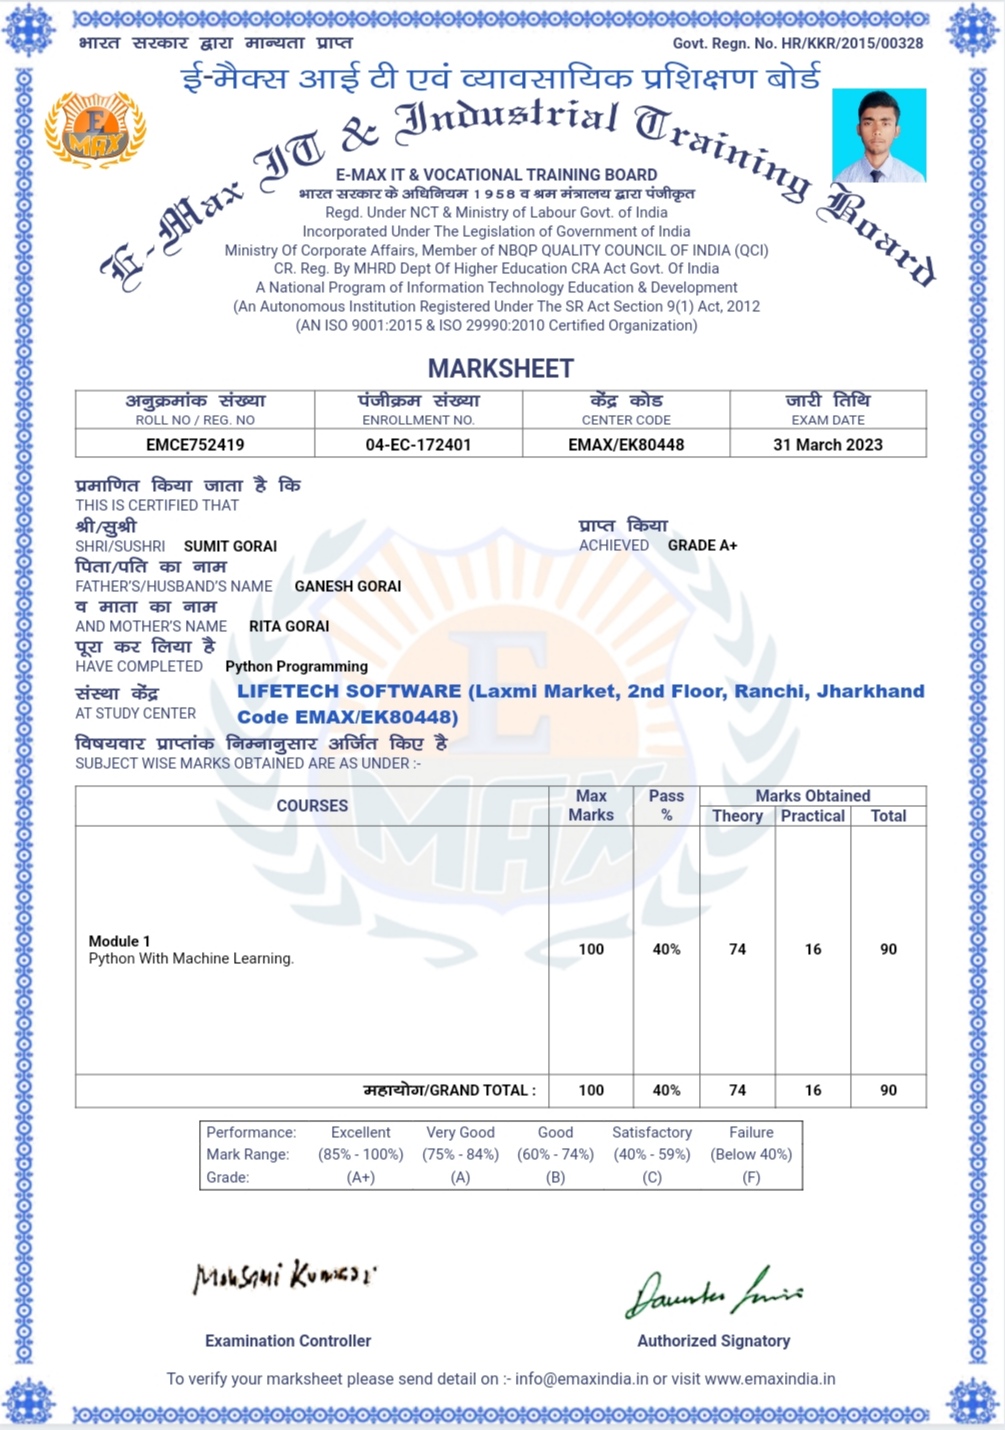 भारत सरकार द्वारा मान्यता प्राप्त
Govt. Regn. No. HR/KKR/2015/00328
ई-मैक्स आई टी एवं व्यावसायिक प्रशिक्षण बोर्ड
E-Max IT & Industrial Training Board
E MAX
E-MAX IT & VOCATIONAL TRAINING BOARD
भारत सरकार के अधिनियम 1958 व श्रम मंत्रालय द्वारा पंजीकृत
Regd. Under NCT & Ministry of Labour Govt. of India
Incorporated Under The Legislation of Government of India
Ministry Of Corporate Affairs, Member of NBQP QUALITY COUNCIL OF INDIA (QCI)
CR. Reg. By MHRD Dept Of Higher Education CRA Act Govt. Of India
A National Program of Information Technology Education & Development
(An Autonomous Institution Registered Under The SR Act Section 9(1) Act, 2012
(AN ISO 9001:2015 & ISO 29990:2010 Certified Organization)
MARKSHEET
अनुक्रमांक संख्या पंजीक्रम संख्या केंद्र कोड जारी तिथि
ROLL NO / REG. NO ENROLLMENT NO. CENTER CODE EXAM DATE
EMCE752419 04-EC-172401 EMAX/EK80448 31 March 2023
प्रमाणित किया जाता है कि
THIS IS CERTIFIED THAT
श्री/सुश्री प्राप्त किया
SHRI/SUSHRI SUMIT GORAI ACHIEVED GRADE A+
पिता/पति का नाम
FATHER'S/HUSBAND'S NAME GANESH GORAI
व माता का नाम
AND MOTHER'S NAME RITA GORAI
पूरा कर लिया है
HAVE COMPLETED Python Programming
संस्था केंद्र
AT STUDY CENTER
LIFETECH SOFTWARE (Laxmi Market, 2nd Floor, Ranchi, Jharkhand
Code EMAX/EK80448)
विषयवार प्राप्तांक निम्नानुसार अर्जित किए है
SUBJECT WISE MARKS OBTAINED ARE AS UNDER :-
COURSES Max Marks Pass % Marks Obtained
Theory Practical Total
Module 1
Python With Machine Learning.
100 40% 74 16 90
महायोग/GRAND TOTAL : 100 40% 74 16 90
Performance: Excellent Very Good Good Satisfactory Failure
Mark Range: (85% - 100%) (75% - 84%) (60% - 74%) (40% - 59%) (Below 40%)
Grade: (A+) (A) (B) (C) (F)
Examination Controller Authorized Signatory
To verify your marksheet please send detail on :- info@emaxindia.in or visit www.emaxindia.in